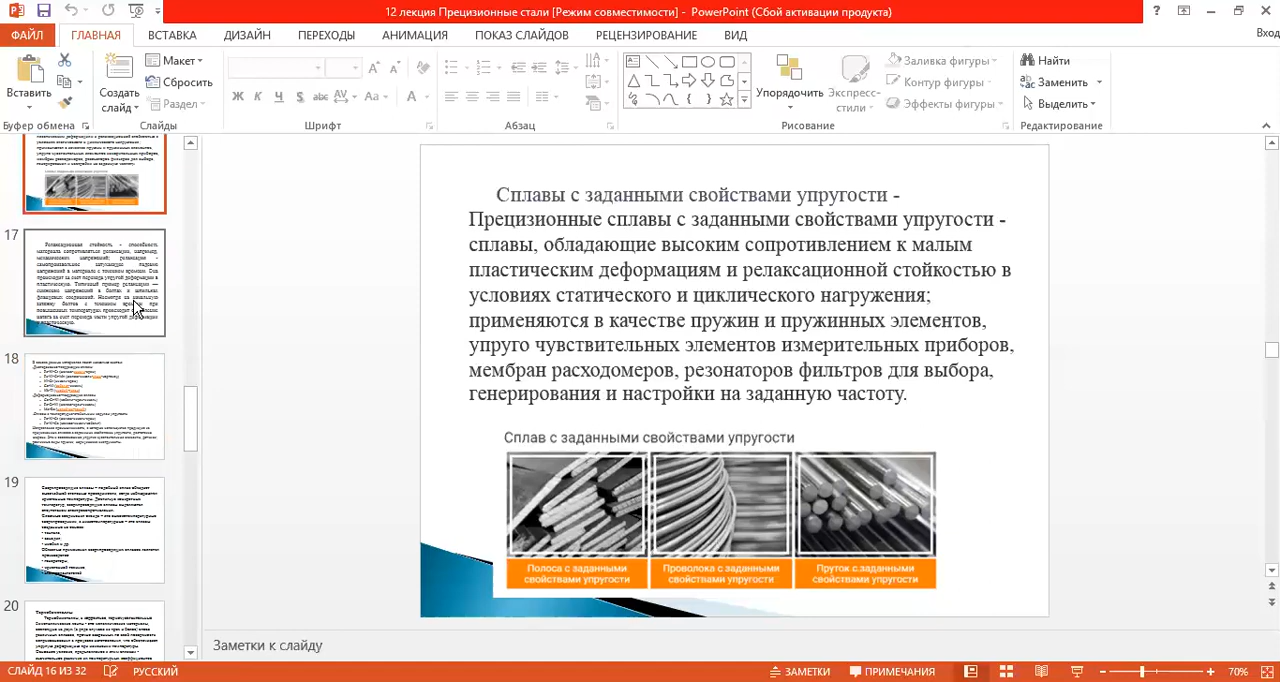 12 лекция Прецизионные стали [Режим совместимости] - PowerPoint (Сбой активации продукта)
ФАЙЛ ГЛАВНАЯ ВСТАВКА ДИЗАЙН ПЕРЕХОДЫ АНИМАЦИЯ ПОКАЗ СЛАЙДОВ РЕЦЕНЗИРОВАНИЕ ВИД Вход
Вставить
Создать слайд
Макет
Сбросить
Раздел
Ж К Ч S abc AV Aa A
Упорядочить
Экспресс-стили
Заливка фигуры
Контур фигуры
Эффекты фигуры
Найти
Заменить
Выделить
Буфер обмена Слайды Шрифт Абзац Рисование Редактирование
17
18
19
20
Сплавы с заданными свойствами упругости -
Прецизионные сплавы с заданными свойствами упругости -
сплавы, обладающие высоким сопротивлением к малым
пластическим деформациям и релаксационной стойкостью в
условиях статического и циклического нагружения;
применяются в качестве пружин и пружинных элементов,
упруго чувствительных элементов измерительных приборов,
мембран расходомеров, резонаторов фильтров для выбора,
генерирования и настройки на заданную частоту.
Сплав с заданными свойствами упругости
Полоса с заданными свойствами упругости
Проволока с заданными свойствами упругости
Пруток с заданными свойствами упругости
Заметки к слайду
СЛАЙД 16 ИЗ 32 РУССКИЙ ЗАМЕТКИ ПРИМЕЧАНИЯ 70%